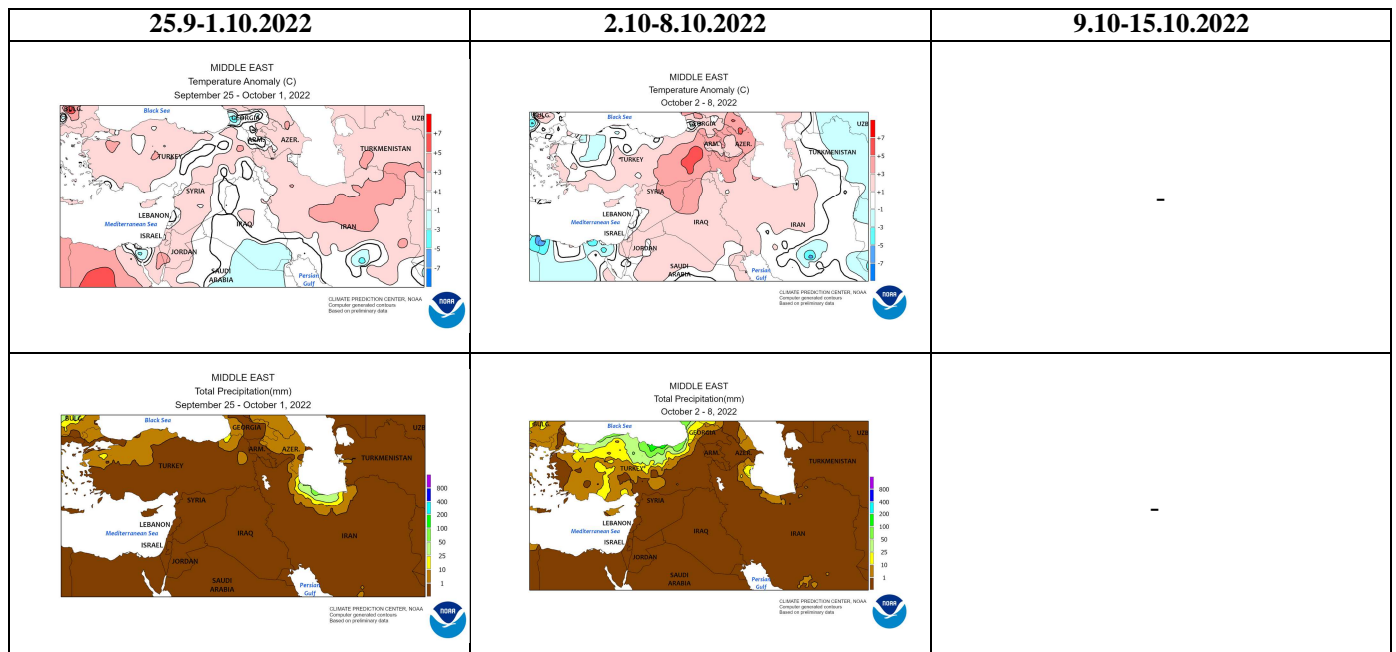 25.9-1.10.2022
2.10-8.10.2022
9.10-15.10.2022
MIDDLE EAST
Temperature Anomaly (C)
September 25 - October 1, 2022
BULG.
Black Sea
GEORGIA
UZB
ARM.
AZER.
TURKEY
TURKMENISTAN
SYRIA
LEBANON
Mediterranean Sea
IRAQ
IRAN
ISRAEL
JORDAN
SAUDI
ARABIA
Persian
Gulf
+7
+5
+3
+1
-1
-3
-5
-7
CLIMATE PREDICTION CENTER, NOAA
Computer generated contours
Based on preliminary data
NOAA
MIDDLE EAST
Temperature Anomaly (C)
October 2 - 8, 2022
BULG.
Black Sea
GEORGIA
UZB
ARM.
AZER.
TURKEY
TURKMENISTAN
SYRIA
LEBANON
Mediterranean Sea
IRAQ
IRAN
ISRAEL
JORDAN
SAUDI
ARABIA
Persian
Gulf
+7
+5
+3
+1
-1
-3
-5
-7
CLIMATE PREDICTION CENTER, NOAA
Computer generated contours
Based on preliminary data
NOAA
-
MIDDLE EAST
Total Precipitation(mm)
September 25 - October 1, 2022
BULG.
Black Sea
GEORGIA
UZB
ARM.
AZER.
TURKEY
TURKMENISTAN
SYRIA
LEBANON
Mediterranean Sea
IRAQ
IRAN
ISRAEL
JORDAN
SAUDI
ARABIA
Persian
Gulf
800
400
200
100
50
25
10
1
CLIMATE PREDICTION CENTER, NOAA
Computer generated contours
Based on preliminary data
NOAA
MIDDLE EAST
Total Precipitation(mm)
October 2 - 8, 2022
BULG.
Black Sea
GEORGIA
UZB
ARM.
AZER.
TURKEY
TURKMENISTAN
SYRIA
LEBANON
Mediterranean Sea
IRAQ
IRAN
ISRAEL
JORDAN
SAUDI
ARABIA
Persian
Gulf
800
400
200
100
50
25
10
1
CLIMATE PREDICTION CENTER, NOAA
Computer generated contours
Based on preliminary data
NOAA
-